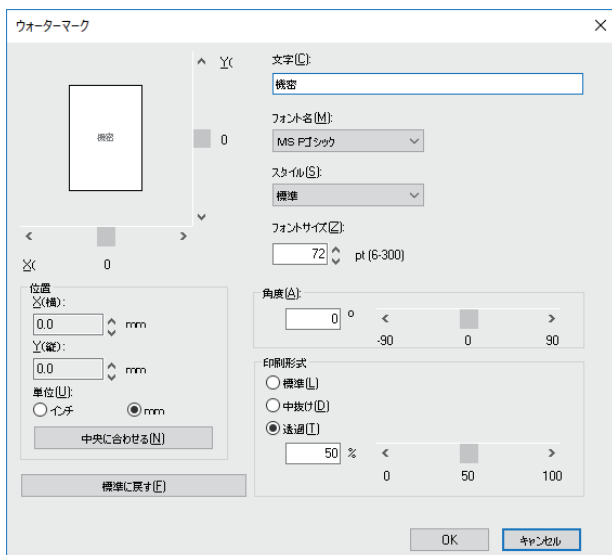 ウォーターマーク
Y(
機密
0
X(
0
位置
X(横):
0.0 mm
Y(縦):
0.0 mm
単位(U):
インチ
mm
中央に合わせる(N)
標準に戻す(F)
文字(C):
機密
フォント名(M):
MS Pゴシック
スタイル(S):
標準
フォントサイズ(Z):
72 pt (6-300)
角度(A):
0 °
-90 0 90
印刷形式
標準(L)
中抜け(D)
透過(T)
50 %
0 50 100
OK
キャンセル